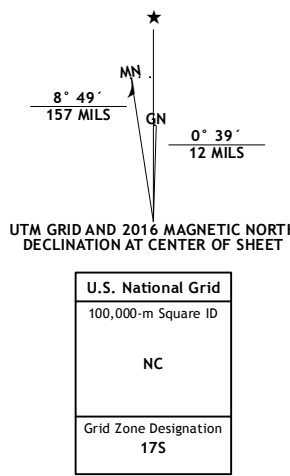 ★
MN
8° 49´
157 MILS
GN
0° 39´
12 MILS
UTM GRID AND 2016 MAGNETIC NORTH
DECLINATION AT CENTER OF SHEET
U.S. National Grid
100,000-m Square ID
NC
Grid Zone Designation
17S